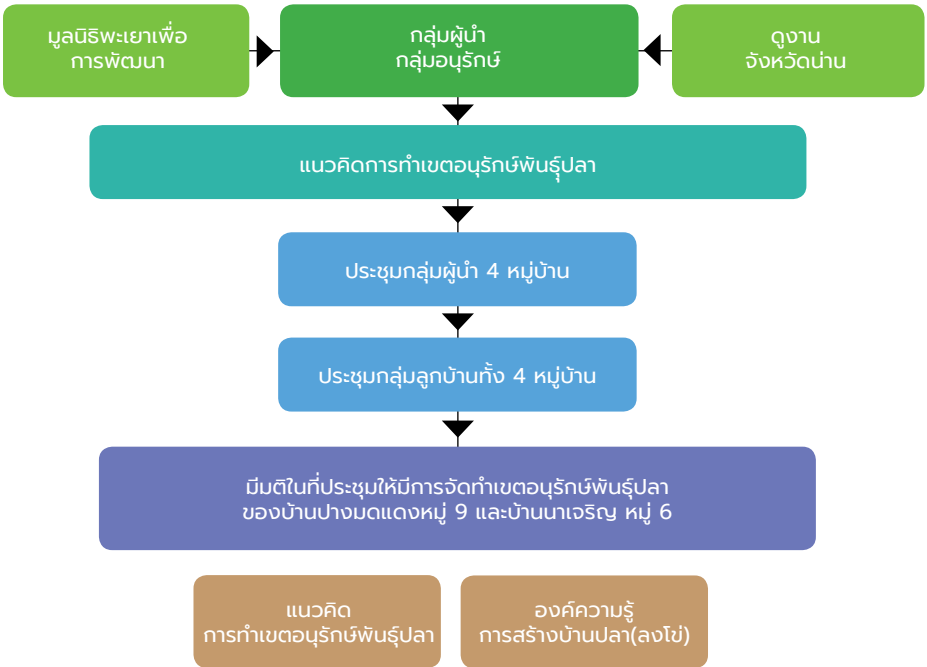 มูลนิธิพะเยาเพื่อ
การพัฒนา
กลุ่มผู้นำ
กลุ่มอนุรักษ์
ดูงาน
จังหวัดน่าน
แนวคิดการทำเขตอนุรักษ์พันธุ์ปลา
ประชุมกลุ่มผู้นำ 4 หมู่บ้าน
ประชุมกลุ่มลูกบ้านทั้ง 4 หมู่บ้าน
มีมติในที่ประชุมให้มีการจัดทำเขตอนุรักษ์พันธุ์ปลา
ของบ้านปางมดแดงหมู่ 9 และบ้านนาเจริญ หมู่ 6
แนวคิด
การทำเขตอนุรักษ์พันธุ์ปลา
องค์ความรู้
การสร้างบ้านปลา(ลงโข่)